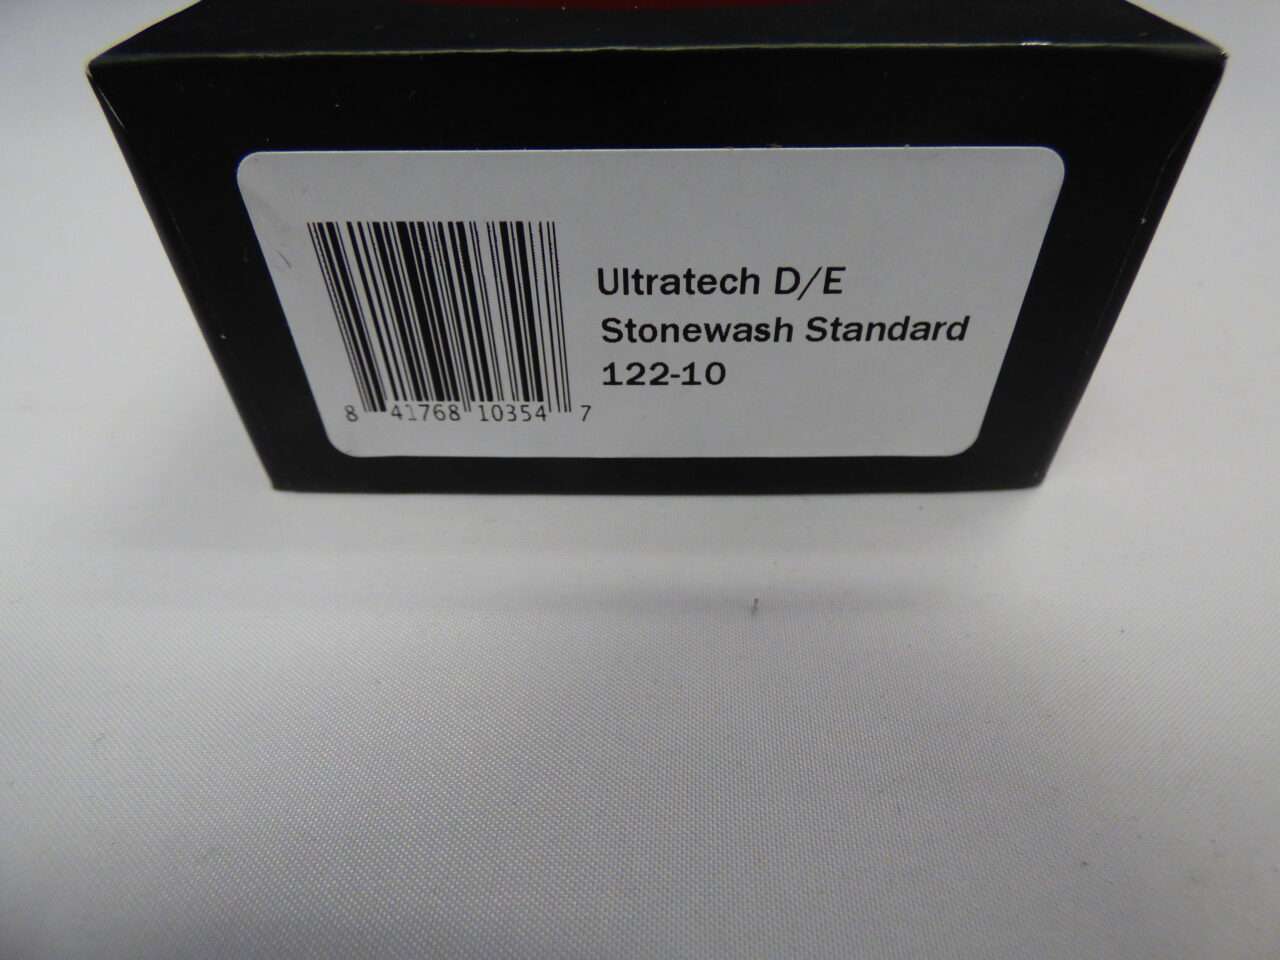 Ultratech D/E
Stonewash Standard
122-10
8 41768 10354 7